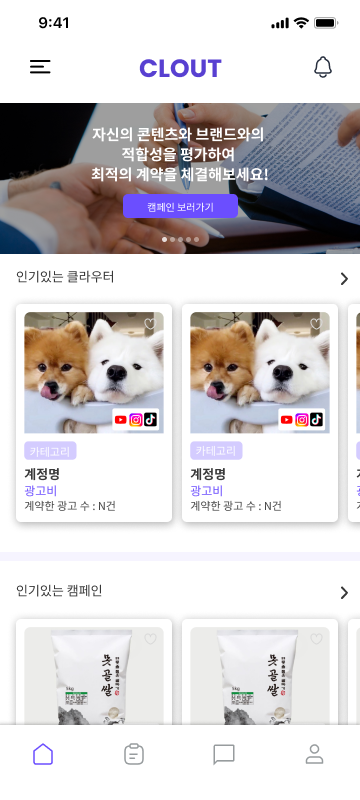 9:41
CLOUT
자신의 콘텐츠와 브랜드와의
적합성을 평가하여
최적의 계약을 체결해보세요!
캠페인 보러가기
인기있는 클라우터
카테고리
계정명
광고비
계약한 광고 수 : N건
카테고리
계정명
광고비
계약한 광고 수 : N건
인기있는 캠페인
뜻골쌀
5kg
뜻골쌀
5kg